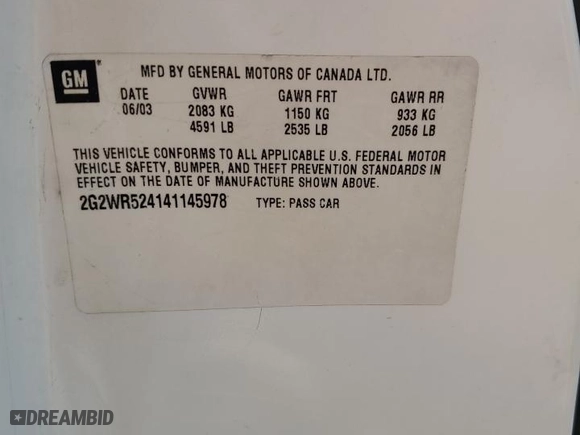 GM
MFD BY GENERAL MOTORS OF CANADA LTD.
DATE GVWR GAWR FRT GAWR RR
06/03 2083 KG 1150 KG 933 KG
4591 LB 2535 LB 2056 LB
THIS VEHICLE CONFORMS TO ALL APPLICABLE U.S. FEDERAL MOTOR
VEHICLE SAFETY, BUMPER, AND THEFT PREVENTION STANDARDS IN
EFFECT ON THE DATE OF MANUFACTURE SHOWN ABOVE.
2G2WR524141145978 TYPE: PASS CAR
DREAMBID